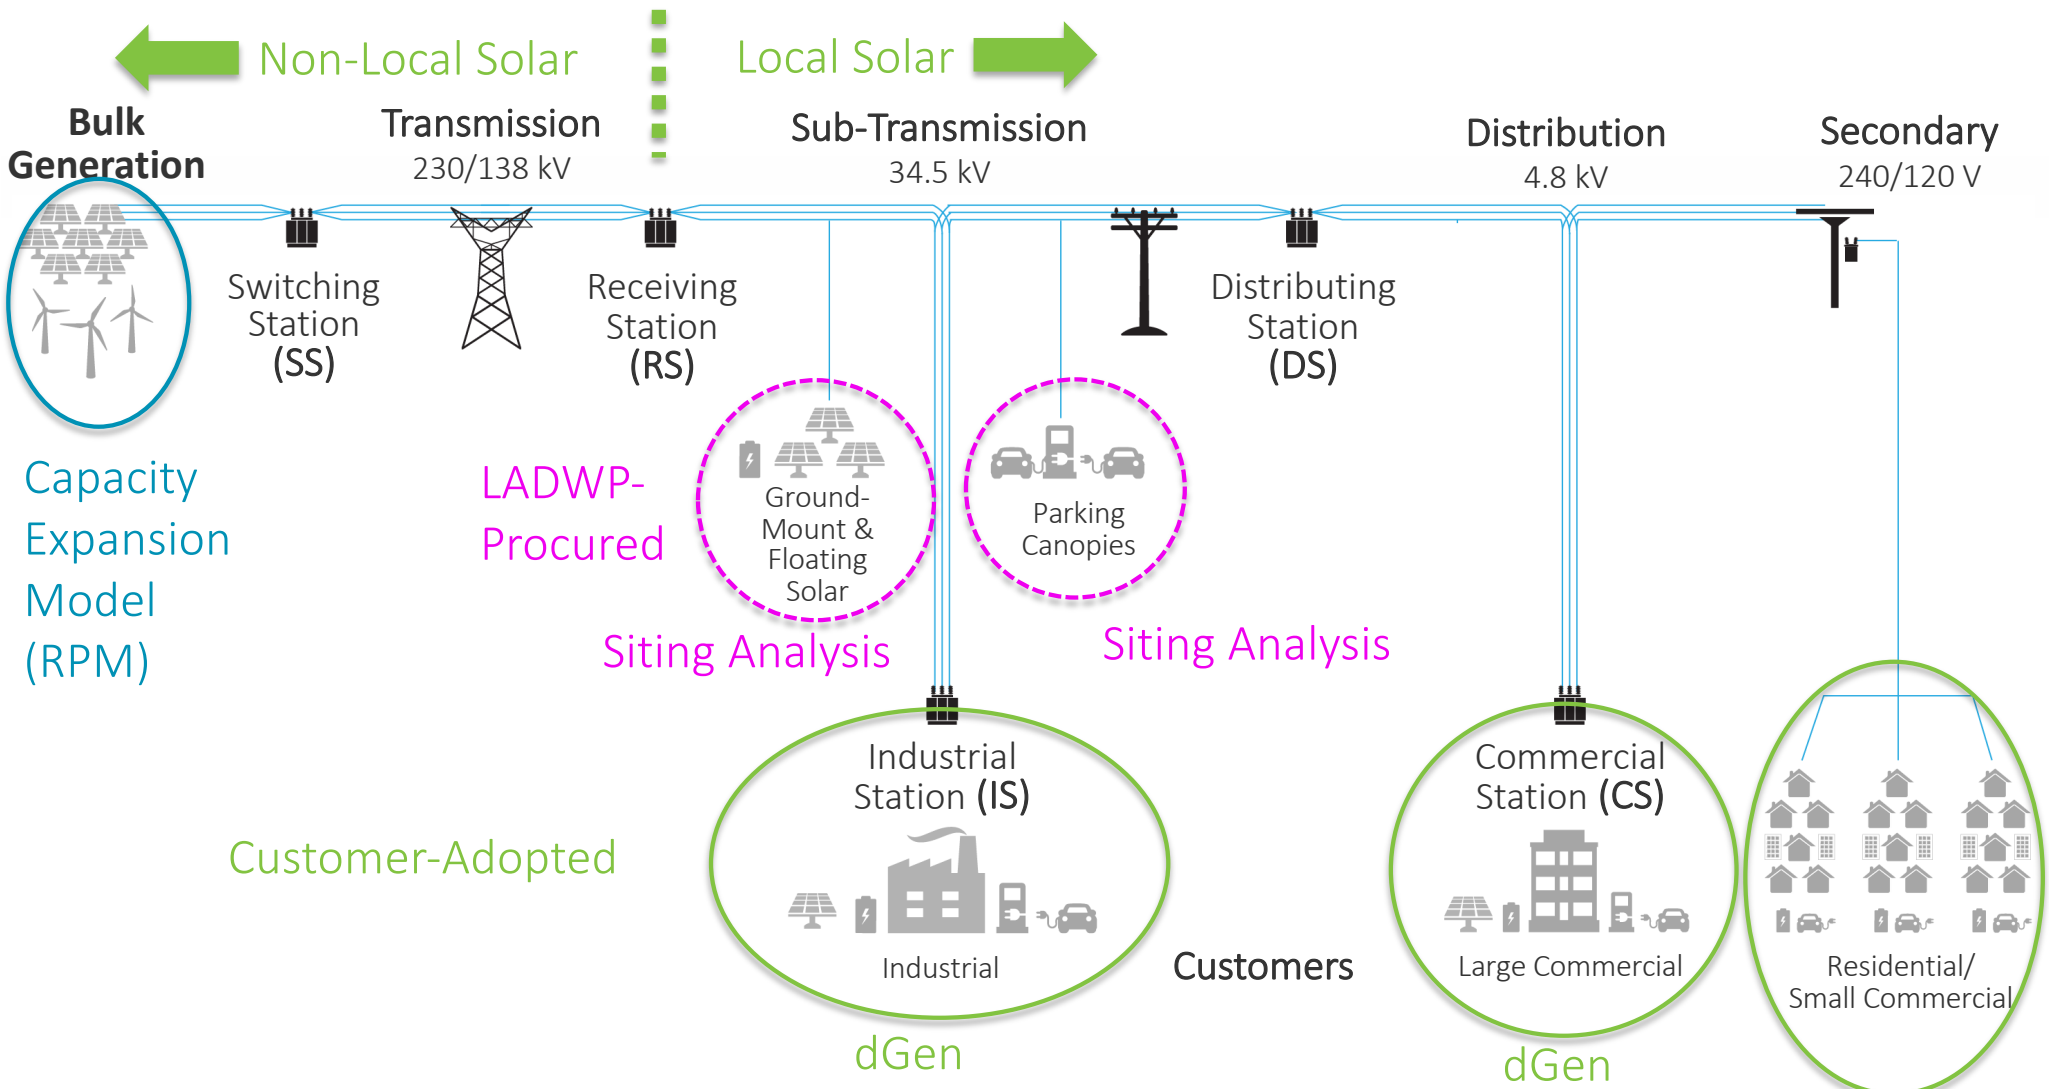 Non-Local Solar
Local Solar
Bulk
Generation
Transmission
230/138 kV
Sub-Transmission
34.5 kV
Distribution
4.8 kV
Secondary
240/120 V
Switching
Station
(SS)
Receiving
Station
(RS)
Distributing
Station
(DS)
Capacity
Expansion
Model
(RPM)
LADWP-
Procured
Ground-
Mount &
Floating
Solar
Parking
Canopies
Siting Analysis
Siting Analysis
Customer-Adopted
Industrial
Station (IS)
Industrial
Customers
Commercial
Station (CS)
Large Commercial
Residential/
Small Commercial
dGen
dGen